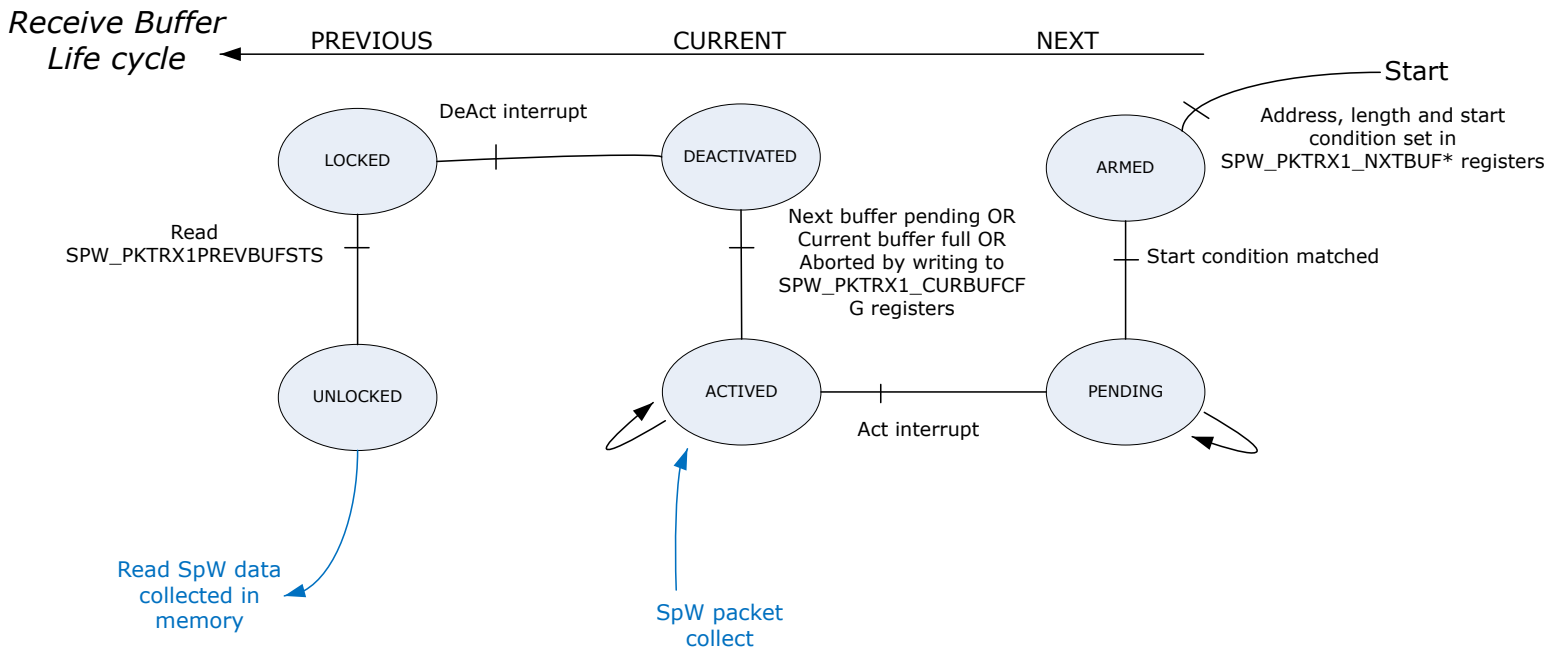 Receive Buffer
Life cycle
PREVIOUS
CURRENT
NEXT
Start
DeAct interrupt
Address, length and start
condition set in
SPW_PKTRX1_NXTBUF* registers
LOCKED
DEACTIVATED
ARMED
Read
SPW_PKTRX1PREVBUFSTS
Next buffer pending OR
Current buffer full OR
Aborted by writing to
SPW_PKTRX1_CURBUFCF
G registers
Start condition matched
UNLOCKED
ACTIVED
PENDING
Act interrupt
Read SpW data
collected in
memory
SpW packet
collect